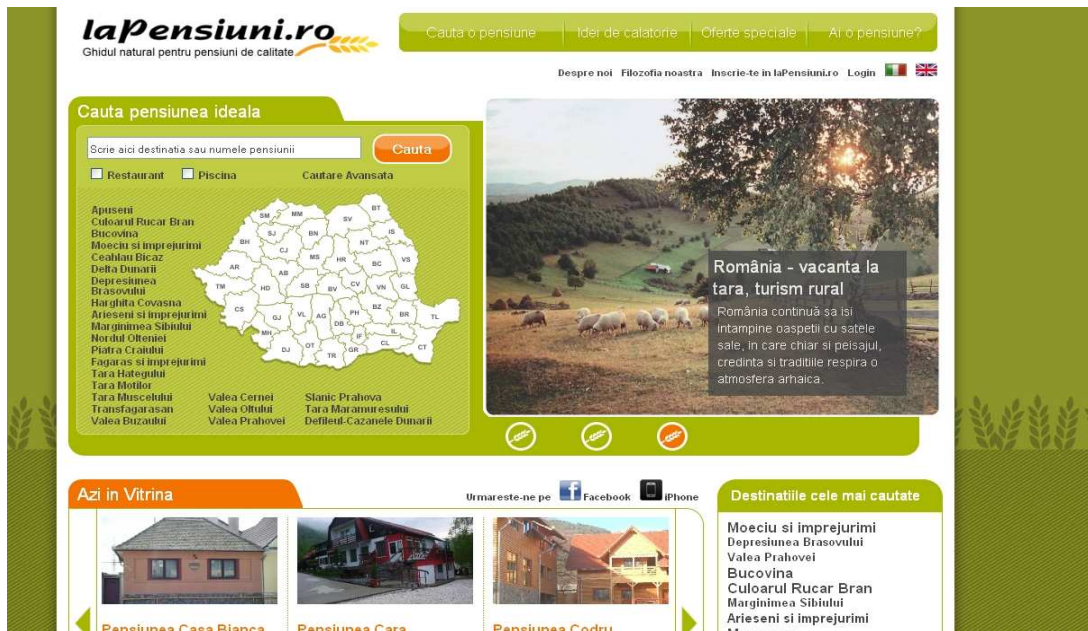 laPensiuni.ro
Ghidul natural pentru pensiuni de calitate
Cauta o pensiune
Idei de calatorie
Oferte speciale
Ai o pensiune?
Despre noi Filozofia noastra Inscrie-te in laPensiuni.ro Login
Cauta pensiunea ideala
Scrie aici destinatia sau numele pensiunii
Cauta
Restaurant Piscina Cautare Avansata
Apuseni
Culoarul Rucar Bran
Bucovina
Moeciu si imprejurimi
Ceahlau Bicaz
Delta Dunarii
Depresiunea
Brasovului
Harghita Covasna
Arieseni si imprejurimi
Marginimea Sibiului
Nordul Olteniei
Piatra Craiului
Fagaras si imprejurimi
Tara Hategului
Tara Motilor
Tara Muscelului Valea Cernei Slanic Prahova
Transfagarasan Valea Oltului Tara Maramuresului
Valea Buzaului Valea Prahovei Defileul-Cazanele Dunarii
SM MM SV BT
BH SJ BN NT IS
CJ MS HR BC VS
AR AB
TM HD SB BV CV VN GL
CS GJ VL AG PH BZ BR TL
MH DB IF IL
DJ OT TR GR CL CT
România - vacanta la
tara, turism rural
România continuă sa isi
intampine oaspetii cu satele
sale, in care chiar si peisajul,
credinta si traditiile respira o
atmosfera arhaica.
Azi in Vitrina
Urmareste-ne pe Facebook iPhone
Pensiunea Casa Bianca
Pensiunea Cara
Pensiunea Codru
Destinatiile cele mai cautate
Moeciu si imprejurimi
Depresiunea Brasovului
Valea Prahovei
Bucovina
Culoarul Rucar Bran
Marginimea Sibiului
Arieseni si imprejurimi